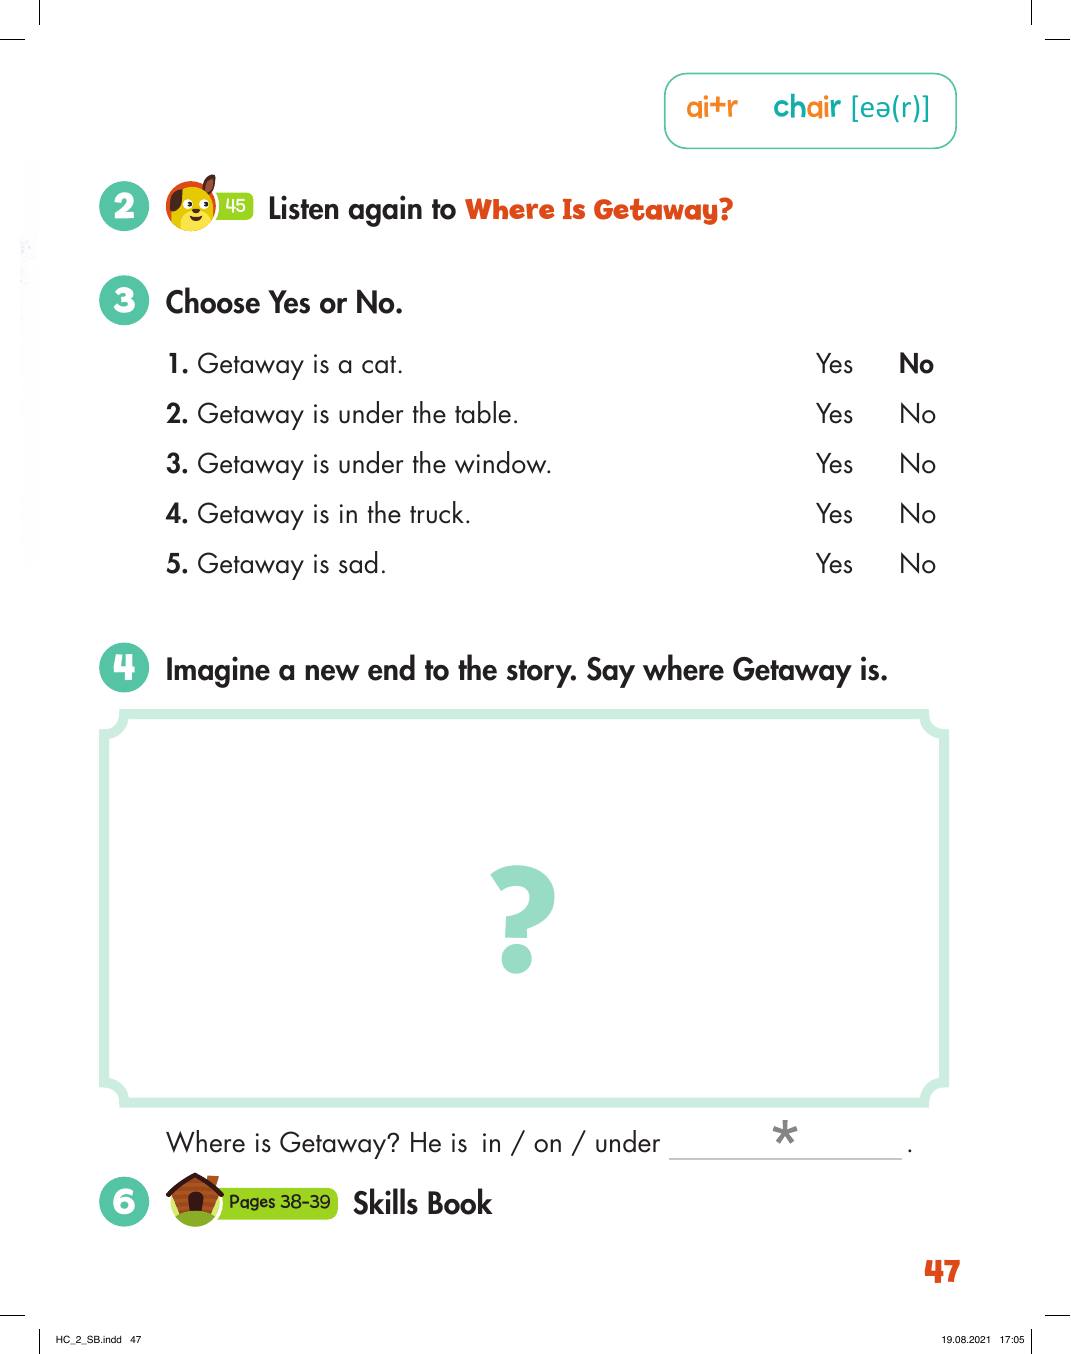 ai+r chair [eə(r)]
2 45 Listen again to Where Is Getaway?
3 Choose Yes or No.
1. Getaway is a cat. Yes No
2. Getaway is under the table. Yes No
3. Getaway is under the window. Yes No
4. Getaway is in the truck. Yes No
5. Getaway is sad. Yes No
4 Imagine a new end to the story. Say where Getaway is.
?
Where is Getaway? He is in / on / under * .
6 Pages 38-39 Skills Book
47
HC_2_SB.indd 47 19.08.2021 17:05